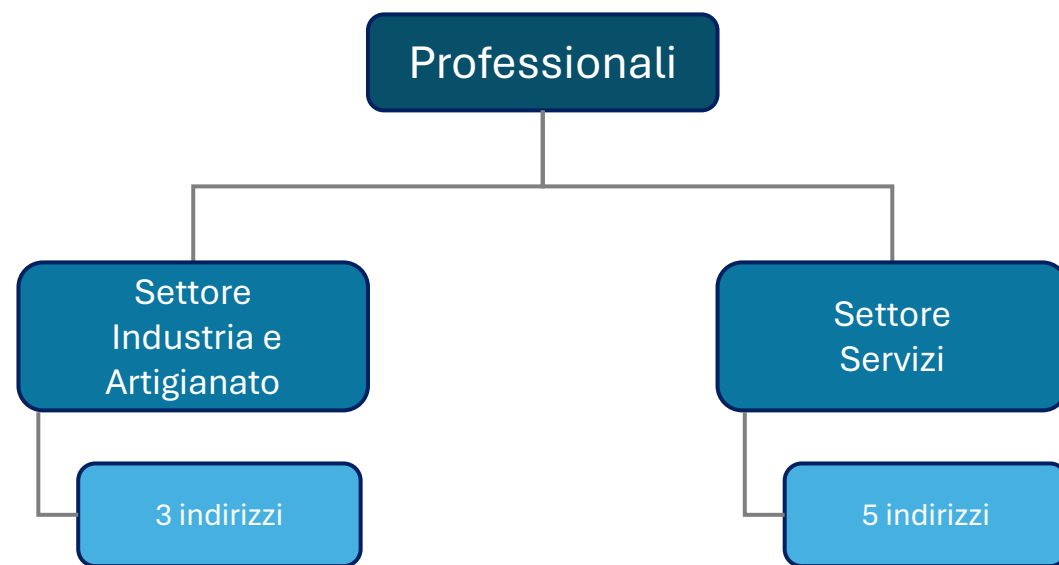 Professionali
Settore
Industria e
Artigianato
Settore
Servizi
3 indirizzi
5 indirizzi